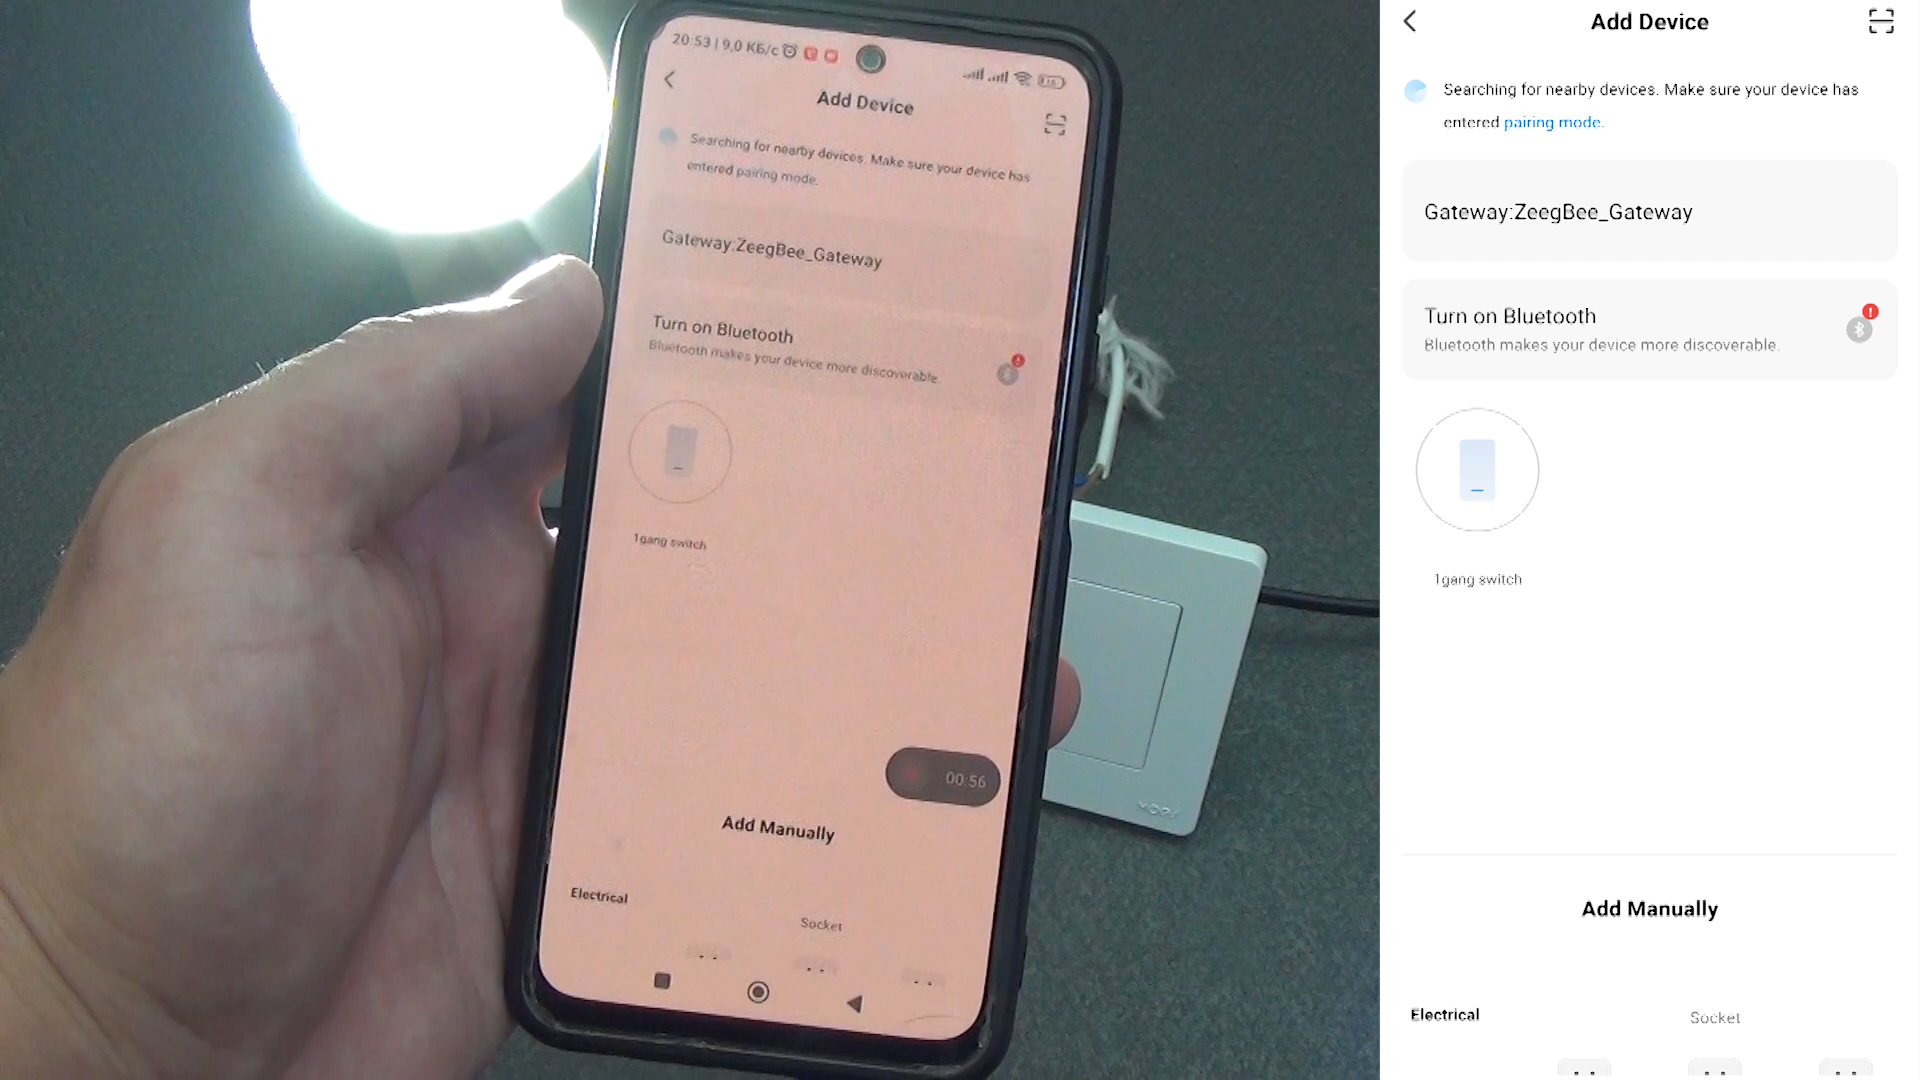 20:53 | 9,0 КБ/с
Add Device
Searching for nearby devices. Make sure your device has
entered pairing mode.
Gateway:ZeegBee_Gateway
Turn on Bluetooth
Bluetooth makes your device more discoverable.
1gang switch
00:56
Add Manually
Electrical
Socket
Add Device
Searching for nearby devices. Make sure your device has
entered pairing mode.
Gateway:ZeegBee_Gateway
Turn on Bluetooth
Bluetooth makes your device more discoverable.
1gang switch
Add Manually
Electrical
Socket